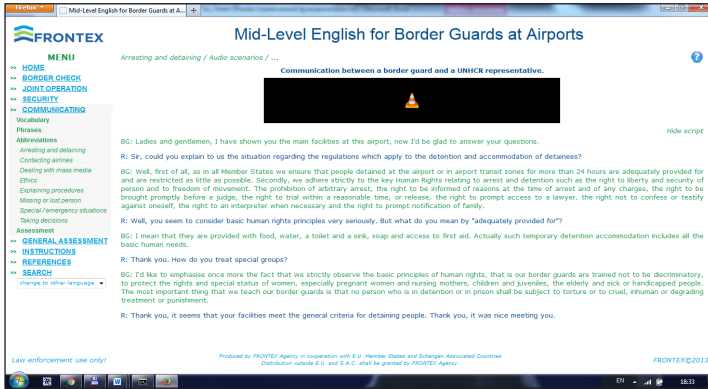 Firefox
Mid-Level English for Border Guards at A...
FRONTEX
Mid-Level English for Border Guards at Airports
MENU
HOME
BORDER CHECK
JOINT OPERATION
SECURITY
COMMUNICATING
Vocabulary
Phrases
Abbreviations
Arresting and detaining
Contacting airlines
Dealing with mass media
Ethics
Explaining procedures
Missing or lost person
Special / emergency situations
Taking decisions
Assessment
GENERAL ASSESSMENT
INSTRUCTIONS
REFERENCES
SEARCH
change to other language
Arresting and detaining / Audio scenarios / ...
Communication between a border guard and a UNHCR representative.
Hide script
BG: Ladies and gentlemen, I have shown you the main facilities at this airport, now I'd be glad to answer your questions.
R: Sir, could you explain to us the situation regarding the regulations which apply to the detention and accommodation of detainees?
BG: Well, first of all, as in all Member States we ensure that people detained at the airport or in airport transit zones for more than 24 hours are adequately provided for
and are restricted as little as possible. Secondly, we adhere strictly to the key Human Rights relating to arrest and detention such as the right to liberty and security of
person and to freedom of movement. The prohibition of arbitrary arrest, the right to be informed of reasons at the time of arrest and of any charges, the right to be
brought promptly before a judge, the right to trial within a reasonable time, or release, the right to prompt access to a lawyer, the right not to confess or testify
against oneself, the right to an interpreter when necessary and the right to prompt notification of family.
R: Well, you seem to consider basic human rights principles very seriously. But what do you mean by "adequately provided for"?
BG: I mean that they are provided with food, water, a toilet and a sink, soap and access to first aid. Actually such temporary detention accommodation includes all the
basic human needs.
R: Thank you. How do you treat special groups?
BG: I'd like to emphasise once more the fact that we strictly observe the basic principles of human rights, that is our border guards are trained not to be discriminatory,
to protect the rights and special status of women, especially pregnant women and nursing mothers, children and juveniles, the elderly and sick or handicapped people.
The most important thing that we teach our border guards is that no person who is in detention or in prison shall be subject to torture or to cruel, inhuman or degrading
treatment or punishment.
R: Thank you, it seems that your facilities meet the general criteria for detaining people. Thank you, it was nice meeting you.
Law enforcement use only!
Produced by FRONTEX Agency in cooperation with E.U. Member States and Schengen Associated Countries
Distribution outside E.U. and S.A.C. shall be granted by FRONTEX Agency.
FRONTEX©2013
EN
18:33